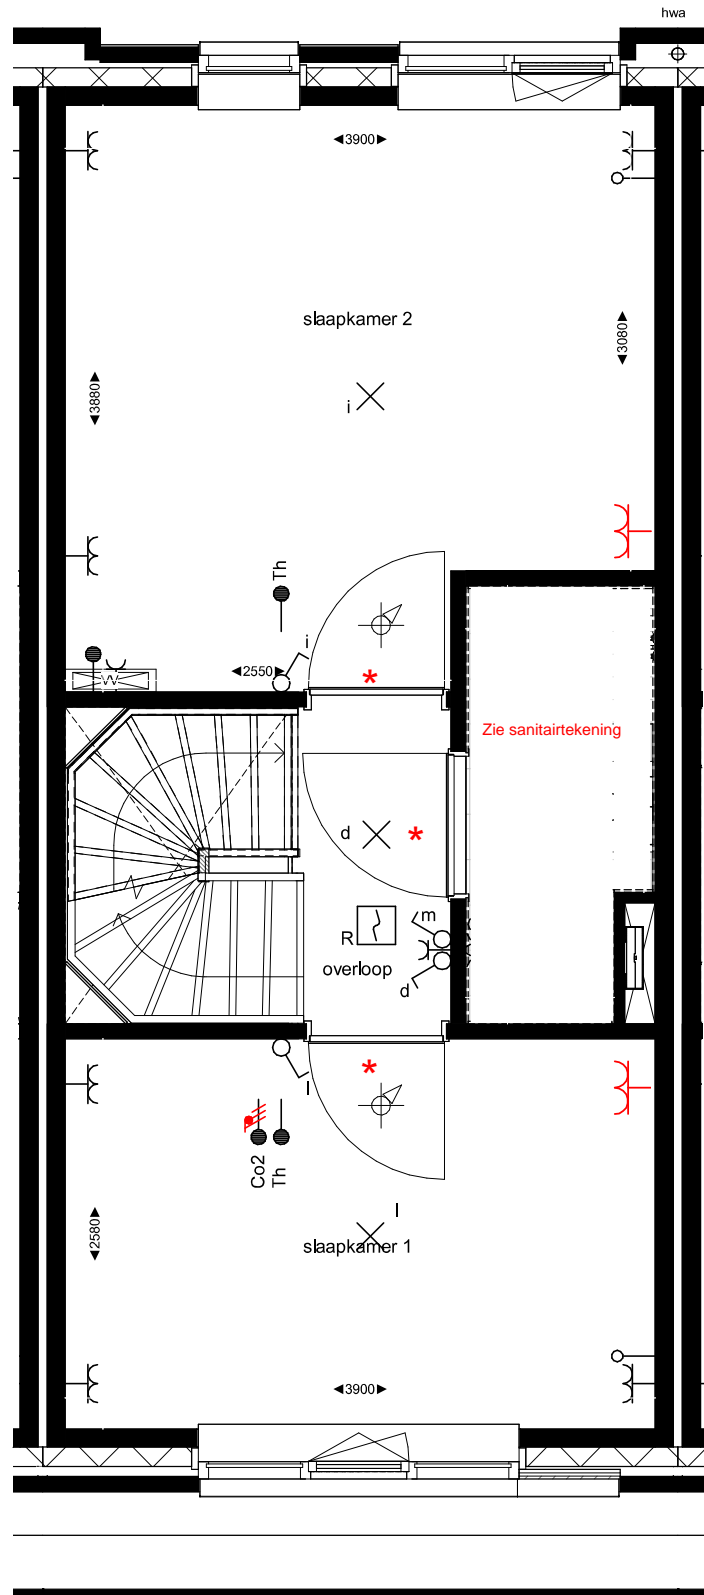 hwa
3900
slaapkamer 2
3080
3880
i
Th
i
2550
W
Zie sanitairtekening
d
m
R
overloop
d
l
Co2
Th
l
slaapkamer 1
2580
3900